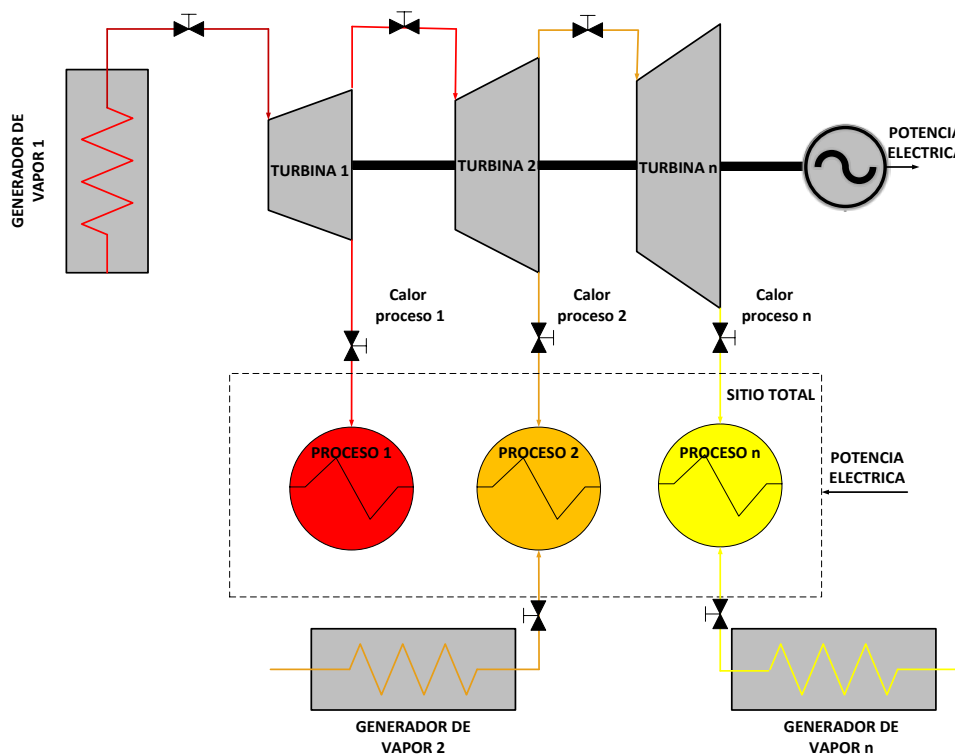 GENERADOR DE
VAPOR 1
TURBINA 1
TURBINA 2
TURBINA n
POTENCIA
ELECTRICA
Calor
proceso 1
Calor
proceso 2
Calor
proceso n
SITIO TOTAL
PROCESO 1
PROCESO 2
PROCESO n
POTENCIA
ELECTRICA
GENERADOR DE
VAPOR 2
GENERADOR DE
VAPOR n